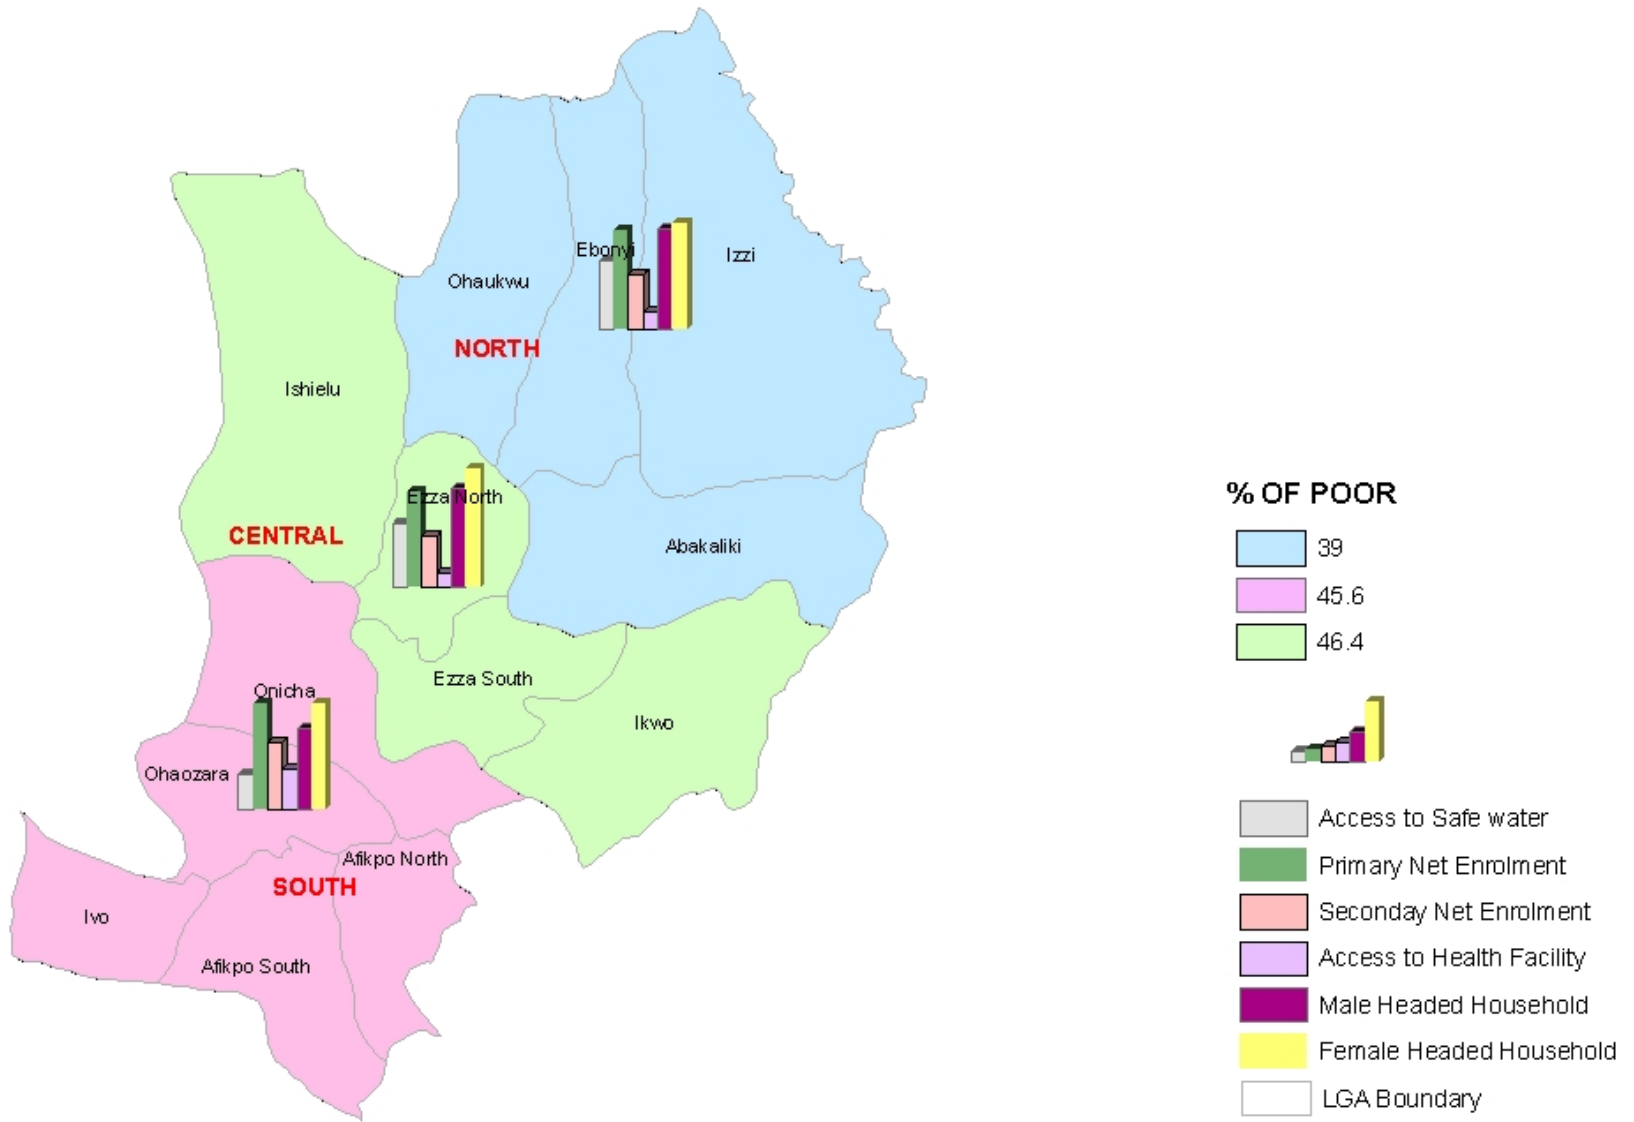 Ebonyi
Izzi
Ohaukwu
NORTH
Ishielu
Ezza North
CENTRAL
Abakaliki
Ezza South
Onicha
Ikwo
Ohaozara
Afikpo North
SOUTH
Ivo
Afikpo South
% OF POOR
39
45.6
46.4
Access to Safe water
Primary Net Enrolment
Seconday Net Enrolment
Access to Health Facility
Male Headed Household
Female Headed Household
LGA Boundary